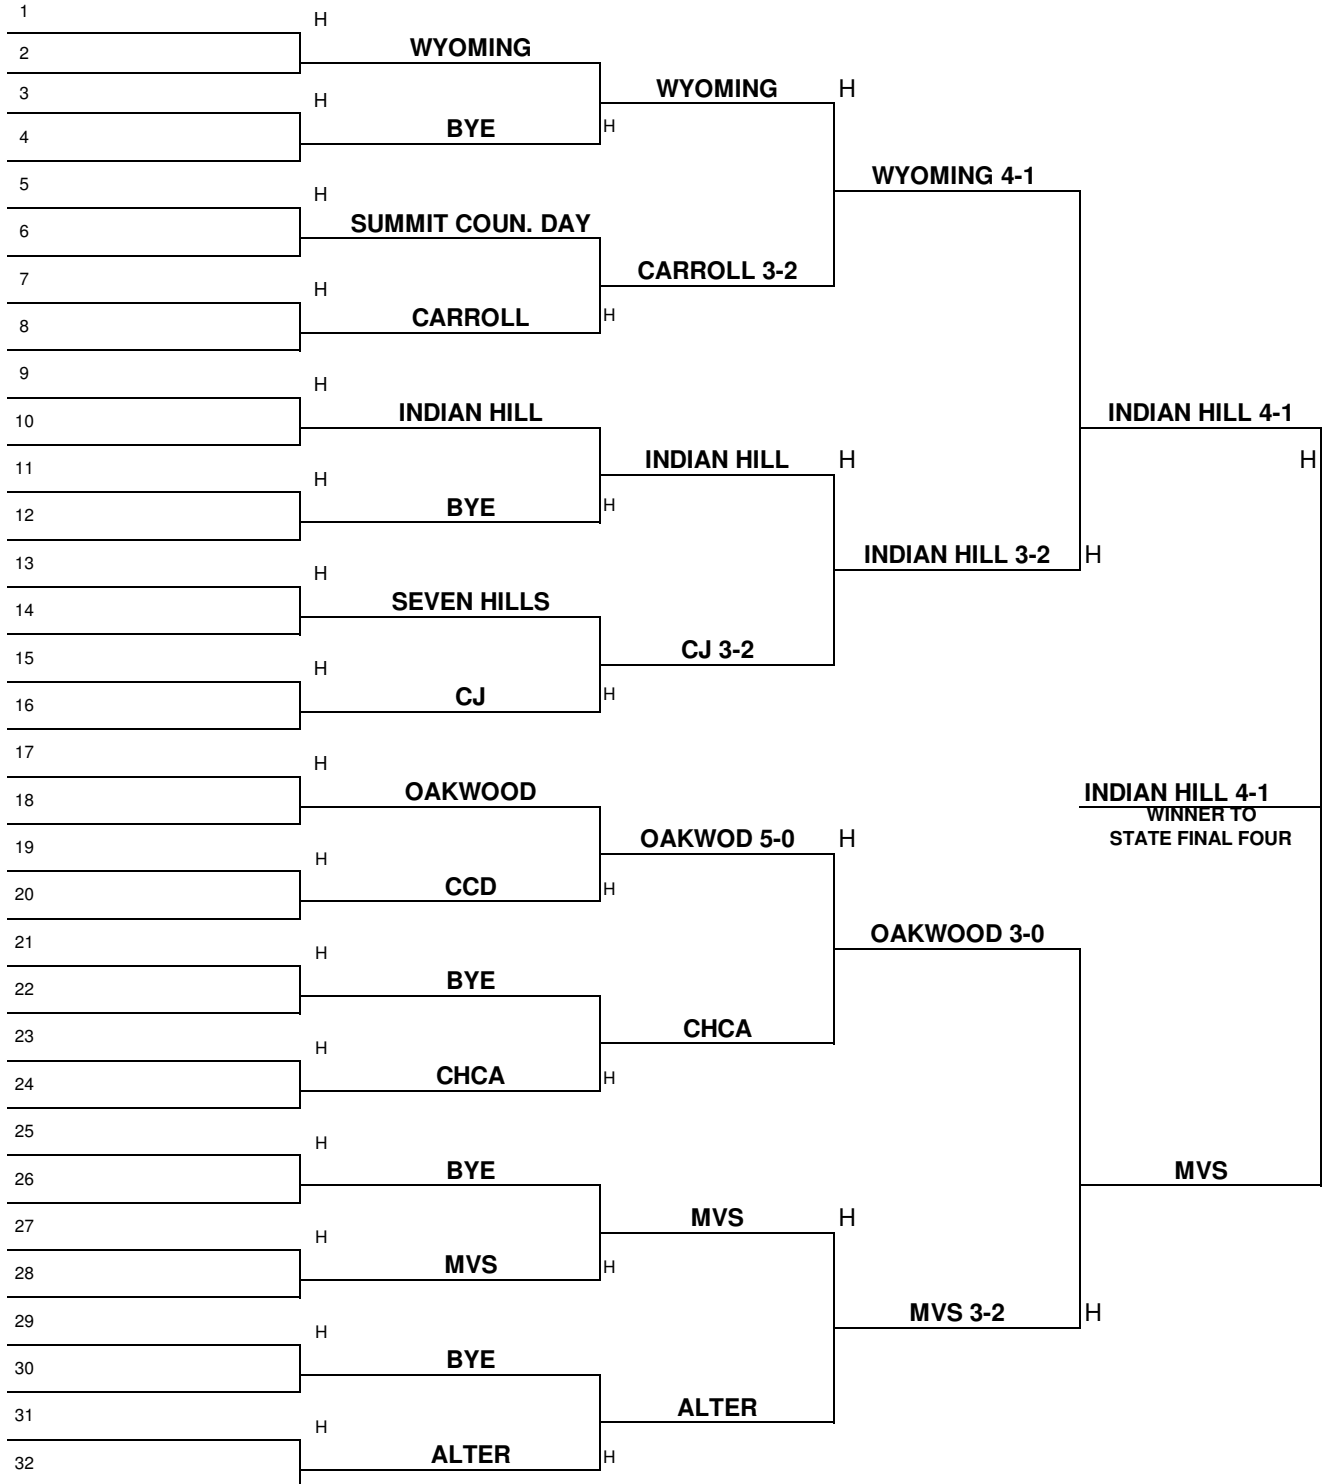 1
H
2
WYOMING
3
H
WYOMING
H
4
BYE
H
5
H
WYOMING 4-1
6
SUMMIT COUN. DAY
7
H
CARROLL 3-2
8
CARROLL
H
9
H
10
INDIAN HILL
INDIAN HILL 4-1
11
H
INDIAN HILL
H
H
12
BYE
H
13
H
INDIAN HILL 3-2
H
14
SEVEN HILLS
15
H
CJ 3-2
16
CJ
H
17
H
18
OAKWOOD
INDIAN HILL 4-1
WINNER TO
STATE FINAL FOUR
19
H
OAKWOD 5-0
H
20
CCD
H
21
H
OAKWOOD 3-0
22
BYE
23
H
CHCA
24
CHCA
H
25
H
26
BYE
MVS
27
H
MVS
H
28
MVS
H
29
H
MVS 3-2
H
30
BYE
31
H
ALTER
32
ALTER
H